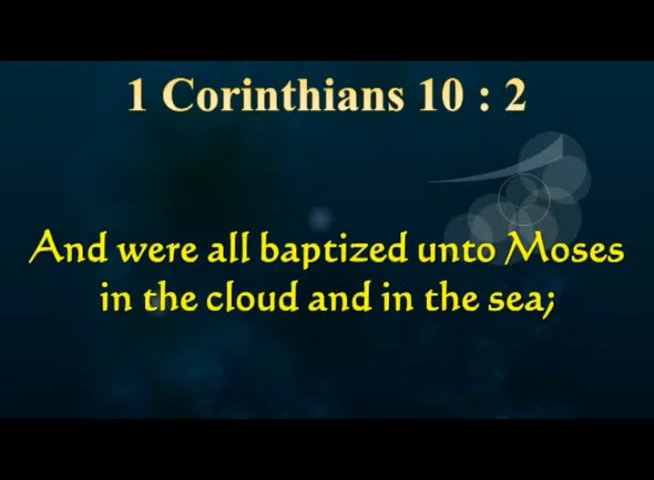 1 Corinthians 10 : 2
And were all baptized unto Moses
in the cloud and in the sea;